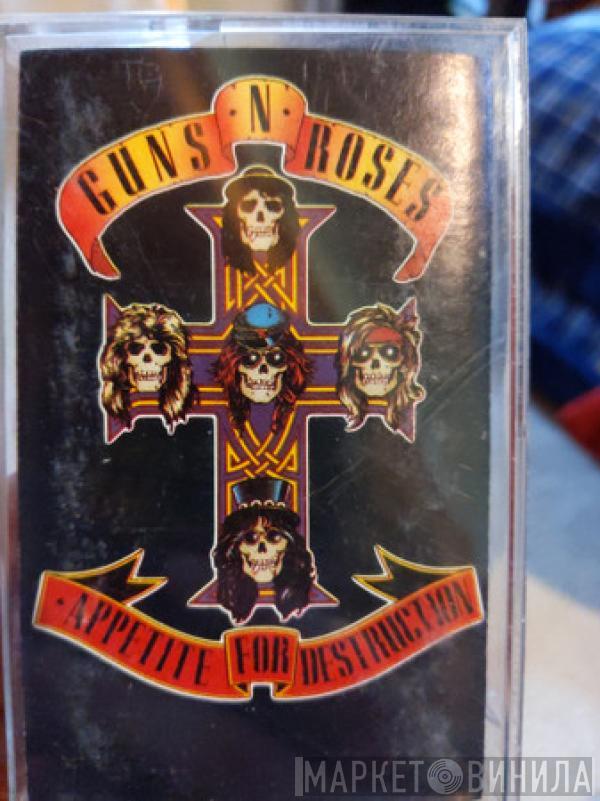 GUNS ·N· ROSES
·APPETITE FOR DESTRUCTION
МАРКЕТ ВИНИЛА